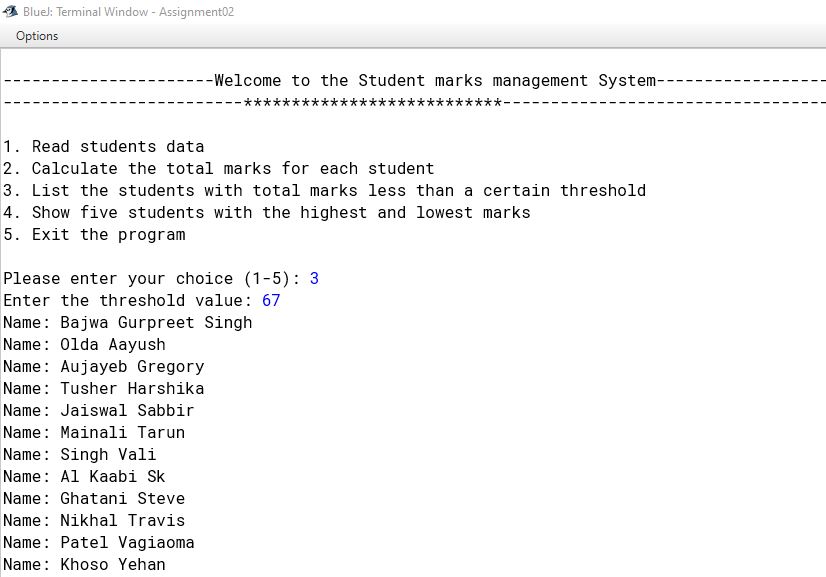 BlueJ: Terminal Window - Assignment02
Options
----------------------Welcome to the Student marks management System------------------
-------------------------***************************----------------------------------
1. Read students data
2. Calculate the total marks for each student
3. List the students with total marks less than a certain threshold
4. Show five students with the highest and lowest marks
5. Exit the program
Please enter your choice (1-5): 3
Enter the threshold value: 67
Name: Bajwa Gurpreet Singh
Name: Olda Aayush
Name: Aujayeb Gregory
Name: Tusher Harshika
Name: Jaiswal Sabbir
Name: Mainali Tarun
Name: Singh Vali
Name: Al Kaabi Sk
Name: Ghatani Steve
Name: Nikhal Travis
Name: Patel Vagiaoma
Name: Khoso Yehan